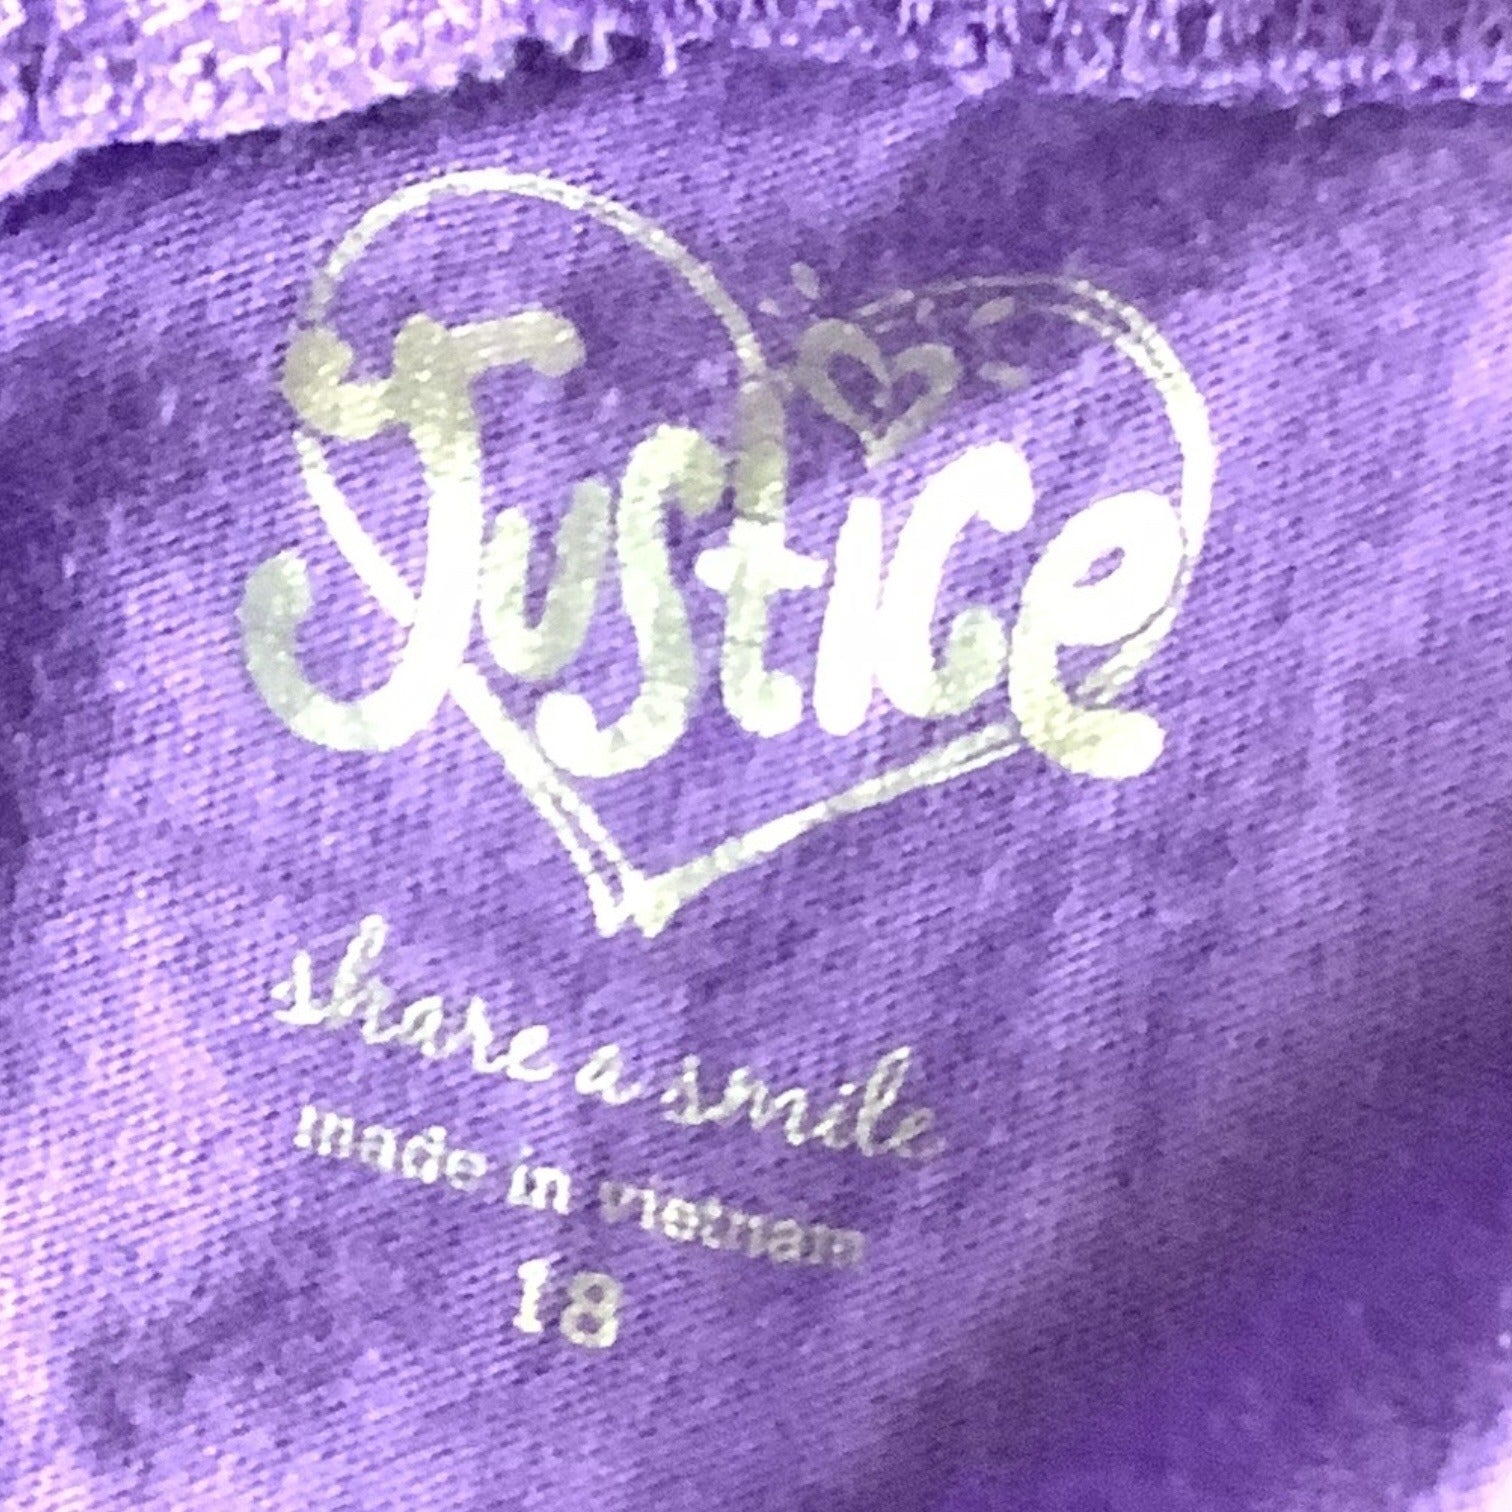 Justice
share a smile
made in vietnam
18